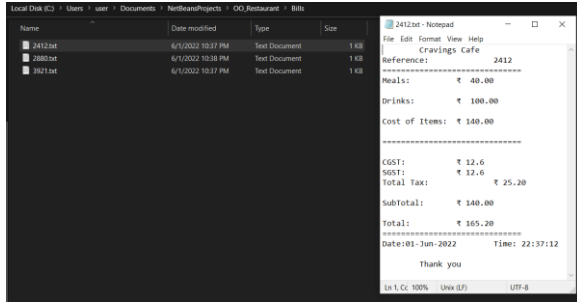 Local Disk (C:) > Users > user > Documents > NetBeansProjects > OO_Restaurant > Bills
Name Date modified Type Size
2412.txt 6/1/2022 10:37 PM Text Document 1 KB
2880.txt 6/1/2022 10:38 PM Text Document 1 KB
3921.txt 6/1/2022 10:37 PM Text Document 1 KB
2412.txt - Notepad
File Edit Format View Help
Cravings Cafe
Reference: 2412
===============================
Meals: ₹ 40.00
Drinks: ₹ 100.00
Cost of Items: ₹ 140.00
===============================
CGST: ₹ 12.6
SGST: ₹ 12.6
Total Tax: ₹ 25.20
SubTotal: ₹ 140.00
Total: ₹ 165.20
===============================
Date:01-Jun-2022 Time: 22:37:12
Thank you
Ln 1, Cc 100% Unix (LF) UTF-8